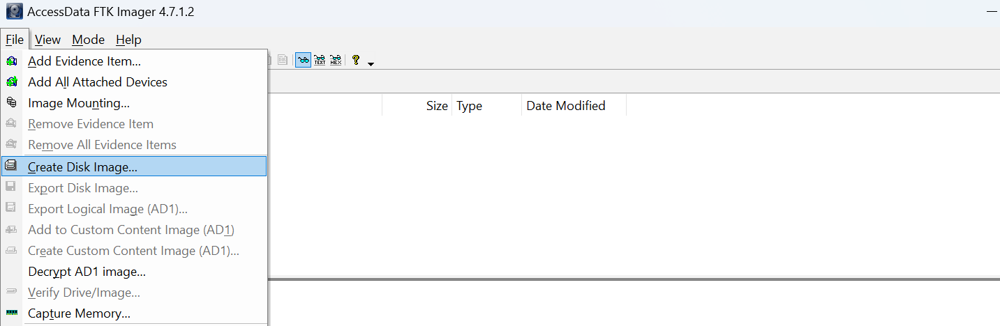 AccessData FTK Imager 4.7.1.2
File View Mode Help
Add Evidence Item...
Add All Attached Devices
Image Mounting...
Remove Evidence Item
Remove All Evidence Items
Create Disk Image...
Export Disk Image...
Export Logical Image (AD1)...
Add to Custom Content Image (AD1)
Create Custom Content Image (AD1)...
Decrypt AD1 image...
Verify Drive/Image...
Capture Memory...
DIR TEXT HEX ?
Size Type Date Modified